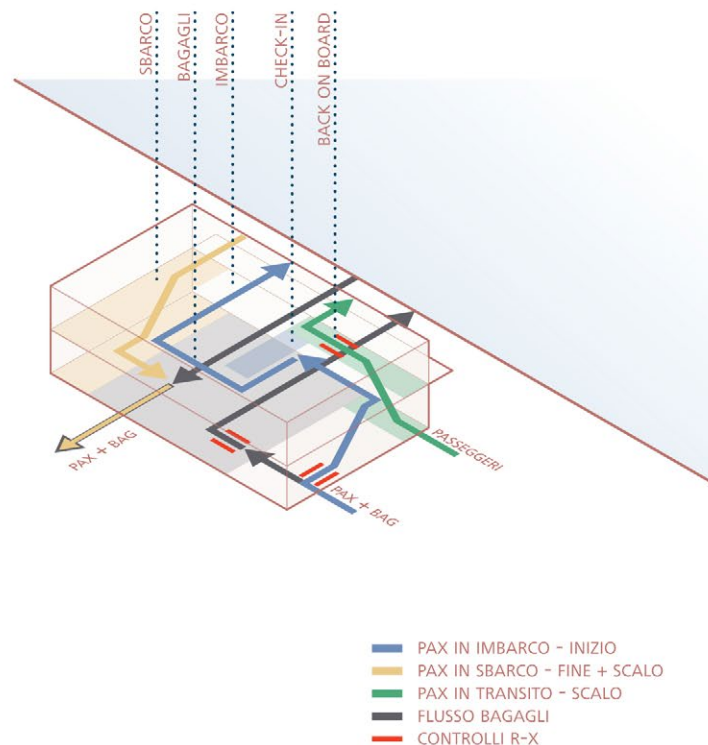 SBARCO
BAGAGLI
IMBARCO
CHECK-IN
BACK ON BOARD
PAX + BAG
PASSEGGERI
PAX + BAG
PAX IN IMBARCO - INIZIO
PAX IN SBARCO - FINE + SCALO
PAX IN TRANSITO - SCALO
FLUSSO BAGAGLI
CONTROLLI R-X